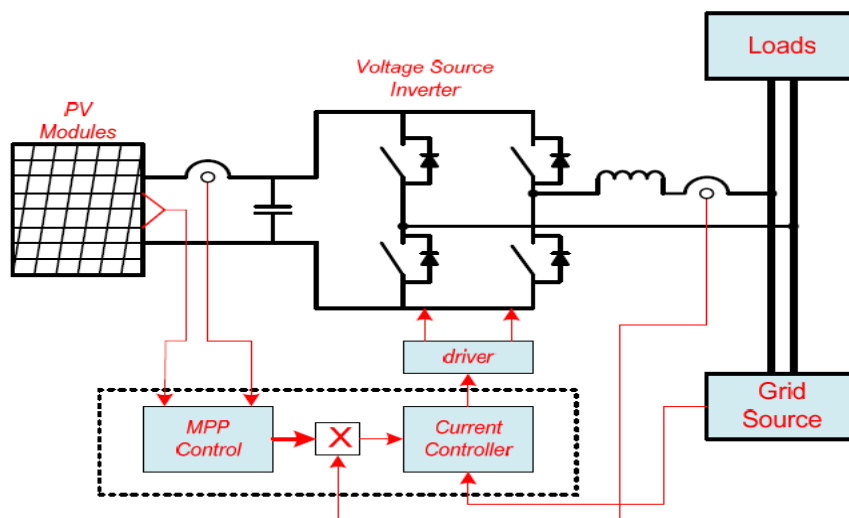 Loads
Voltage Source
Inverter
PV
Modules
driver
MPP
Control
X
Current
Controller
Grid
Source